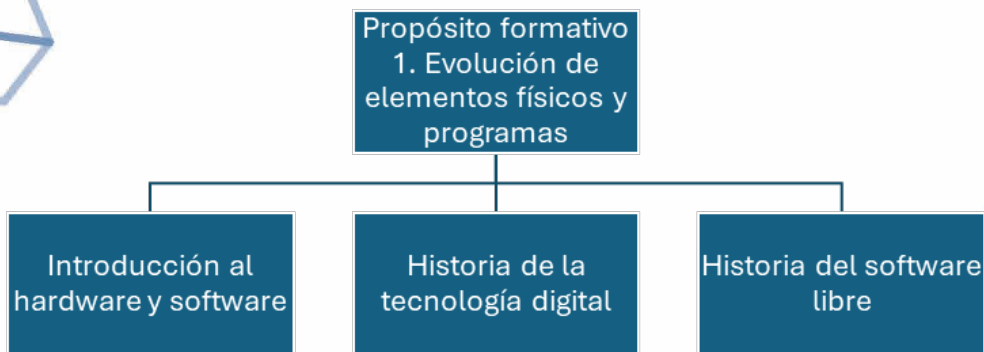 Propósito formativo
1. Evolución de
elementos físicos y
programas
Introducción al
hardware y software
Historia de la
tecnología digital
Historia del software
libre